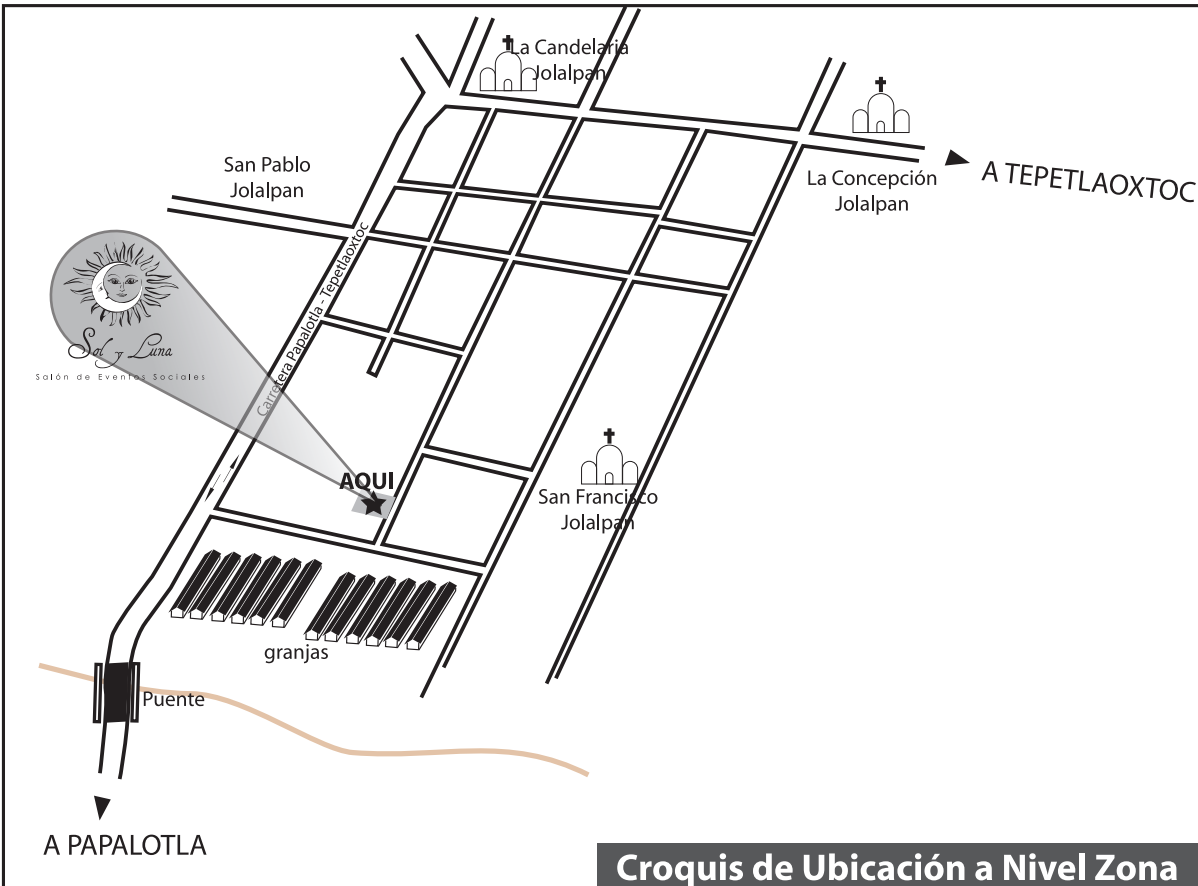 La Candelaria
Jolalpan
San Pablo
Jolalpan
La Concepción
Jolalpan
A TEPETLAOXTOC
Carretera Papalotla - Tepetlaoxtoc
Sol y Luna
Salón de Eventos Sociales
AQUÍ
San Francisco
Jolalpan
granjas
Puente
A PAPALOTLA
Croquis de Ubicación a Nivel Zona